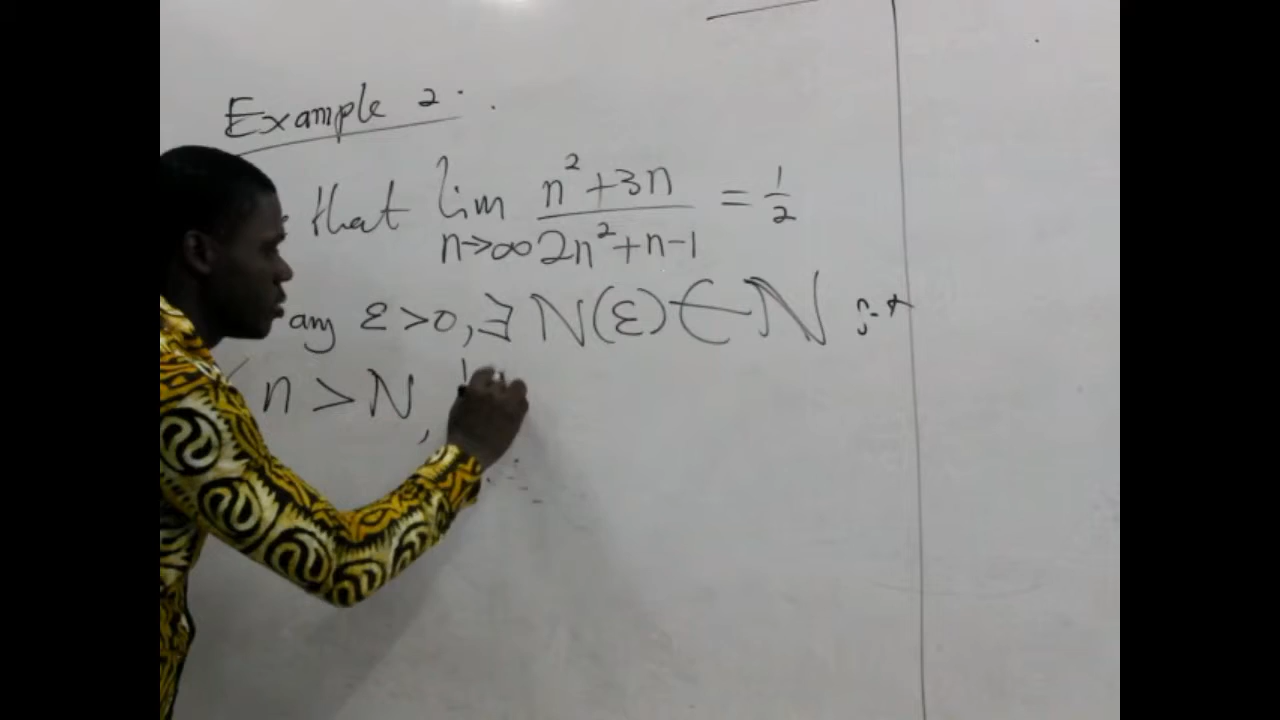 Example 2.
that lim n→∞ (n²+3n)/(2n²+n-1) = 1/2
any ε>0, ∃ N(ε) ∈ ℕ s.t
n > N,